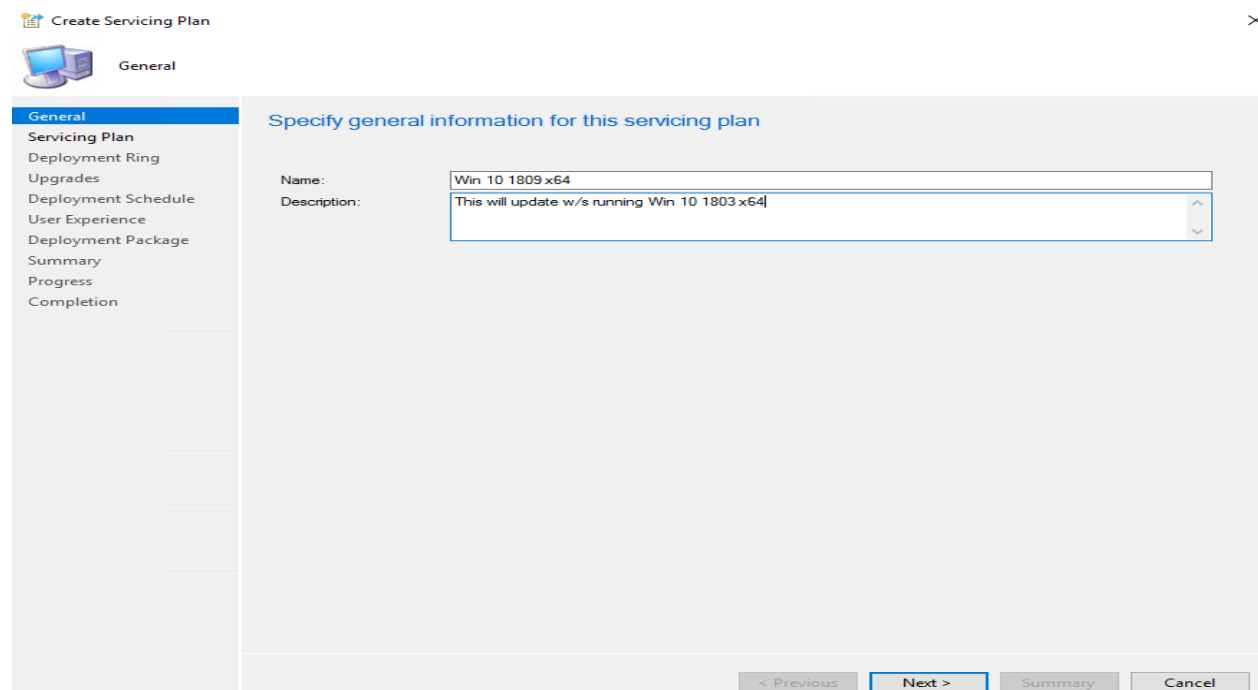 Create Servicing Plan
General
General
Servicing Plan
Deployment Ring
Upgrades
Deployment Schedule
User Experience
Deployment Package
Summary
Progress
Completion
Specify general information for this servicing plan
Name: Win 10 1809 x64
Description: This will update w/s running Win 10 1803 x64
< Previous Next > Summary Cancel